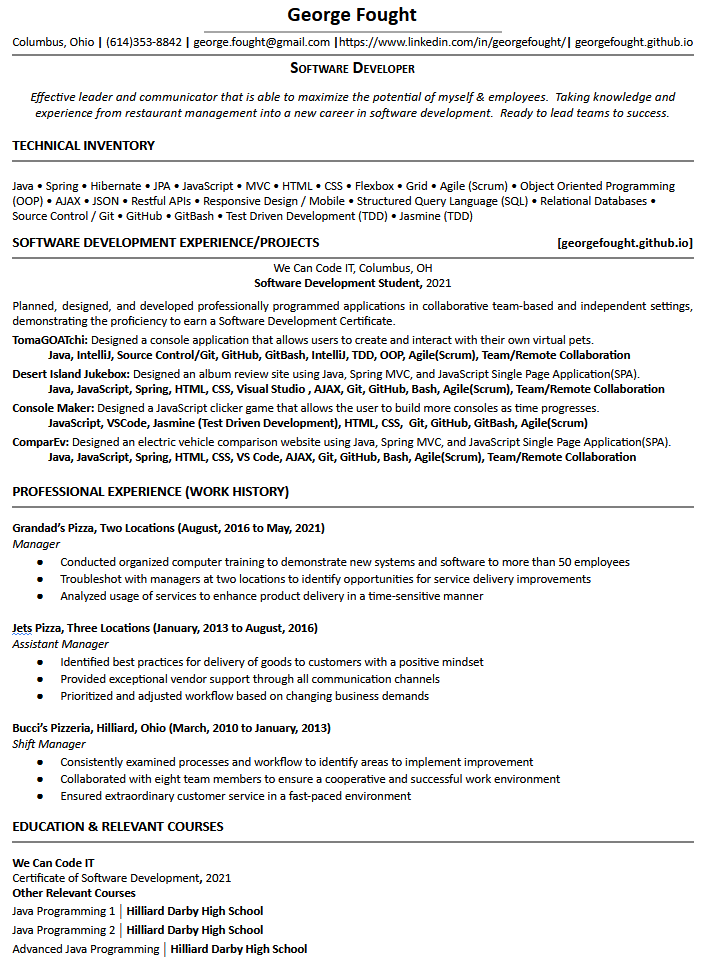 George Fought
Columbus, Ohio | (614)353-8842 | george.fought@gmail.com |https://www.linkedin.com/in/georgefought/| georgefought.github.io
Software Developer
Effective leader and communicator that is able to maximize the potential of myself & employees. Taking knowledge and
experience from restaurant management into a new career in software development. Ready to lead teams to success.
TECHNICAL INVENTORY
Java • Spring • Hibernate • JPA • JavaScript • MVC • HTML • CSS • Flexbox • Grid • Agile (Scrum) • Object Oriented Programming
(OOP) • AJAX • JSON • Restful APIs • Responsive Design / Mobile • Structured Query Language (SQL) • Relational Databases •
Source Control / Git • GitHub • GitBash • Test Driven Development (TDD) • Jasmine (TDD)
SOFTWARE DEVELOPMENT EXPERIENCE/PROJECTS [georgefought.github.io]
We Can Code IT, Columbus, OH
Software Development Student, 2021
Planned, designed, and developed professionally programmed applications in collaborative team-based and independent settings,
demonstrating the proficiency to earn a Software Development Certificate.
TomaGOATchi: Designed a console application that allows users to create and interact with their own virtual pets.
Java, IntelliJ, Source Control/Git, GitHub, GitBash, IntelliJ, TDD, OOP, Agile(Scrum), Team/Remote Collaboration
Desert Island Jukebox: Designed an album review site using Java, Spring MVC, and JavaScript Single Page Application(SPA).
Java, JavaScript, Spring, HTML, CSS, Visual Studio , AJAX, Git, GitHub, Bash, Agile(Scrum), Team/Remote Collaboration
Console Maker: Designed a JavaScript clicker game that allows the user to build more consoles as time progresses.
JavaScript, VSCode, Jasmine (Test Driven Development), HTML, CSS, Git, GitHub, GitBash, Agile(Scrum)
ComparEv: Designed an electric vehicle comparison website using Java, Spring MVC, and JavaScript Single Page Application(SPA).
Java, JavaScript, Spring, HTML, CSS, VS Code, AJAX, Git, GitHub, Bash, Agile(Scrum), Team/Remote Collaboration
PROFESSIONAL EXPERIENCE (WORK HISTORY)
Grandad's Pizza, Two Locations (August, 2016 to May, 2021)
Manager
● Conducted organized computer training to demonstrate new systems and software to more than 50 employees
● Troubleshot with managers at two locations to identify opportunities for service delivery improvements
● Analyzed usage of services to enhance product delivery in a time-sensitive manner
Jets Pizza, Three Locations (January, 2013 to August, 2016)
Assistant Manager
● Identified best practices for delivery of goods to customers with a positive mindset
● Provided exceptional vendor support through all communication channels
● Prioritized and adjusted workflow based on changing business demands
Bucci's Pizzeria, Hilliard, Ohio (March, 2010 to January, 2013)
Shift Manager
● Consistently examined processes and workflow to identify areas to implement improvement
● Collaborated with eight team members to ensure a cooperative and successful work environment
● Ensured extraordinary customer service in a fast-paced environment
EDUCATION & RELEVANT COURSES
We Can Code IT
Certificate of Software Development, 2021
Other Relevant Courses
Java Programming 1 | Hilliard Darby High School
Java Programming 2 | Hilliard Darby High School
Advanced Java Programming | Hilliard Darby High School